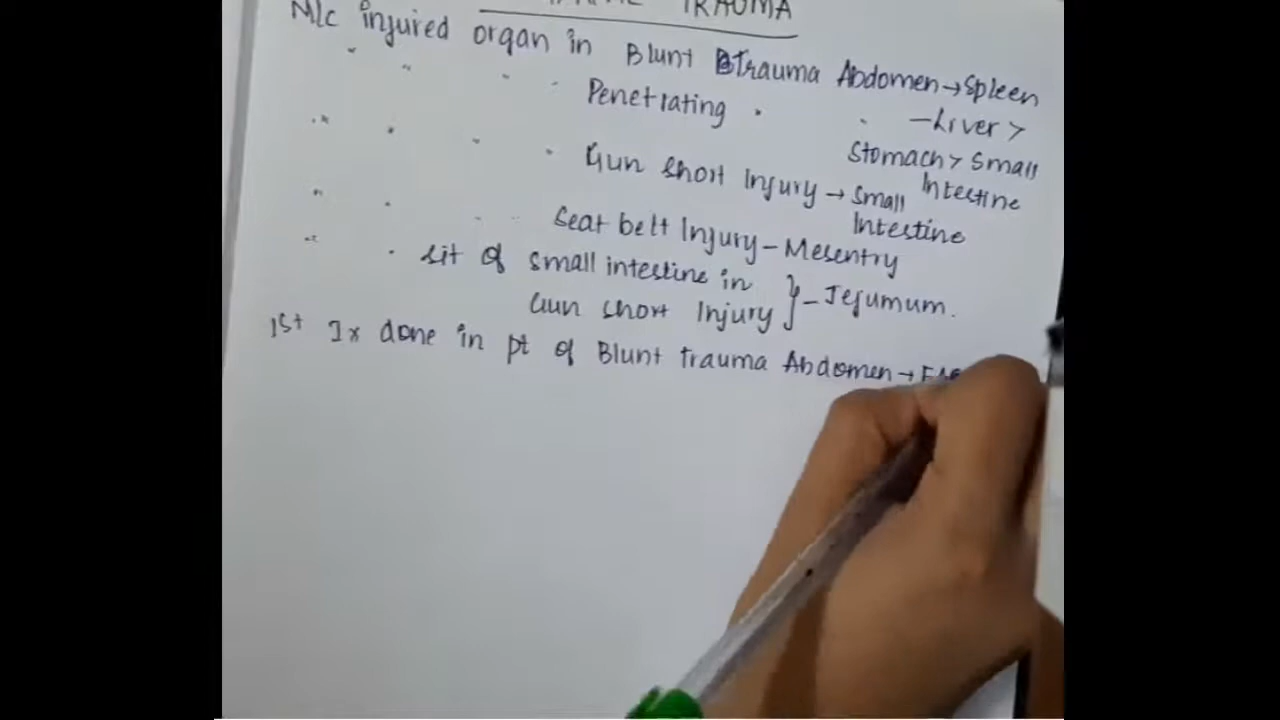 TRAUMA
M/c injured organ in Blunt Trauma Abdomen → Spleen
" " " " Penetrating " " - Liver >
Stomach > Small
Intestine
" " " " Gun short Injury → Small
Intestine
" " " " Seat belt Injury - Mesentry
" " sit of small intestine in
Gun short Injury } - Jejumum.
1st Ix done in pt of Blunt trauma Abdomen →